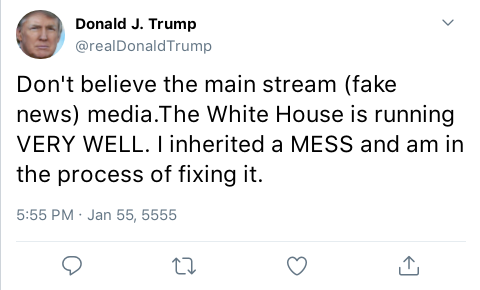 Donald J. Trump
@realDonaldTrump
Don't believe the main stream (fake
news) media.The White House is running
VERY WELL. I inherited a MESS and am in
the process of fixing it.
5:55 PM · Jan 55, 5555